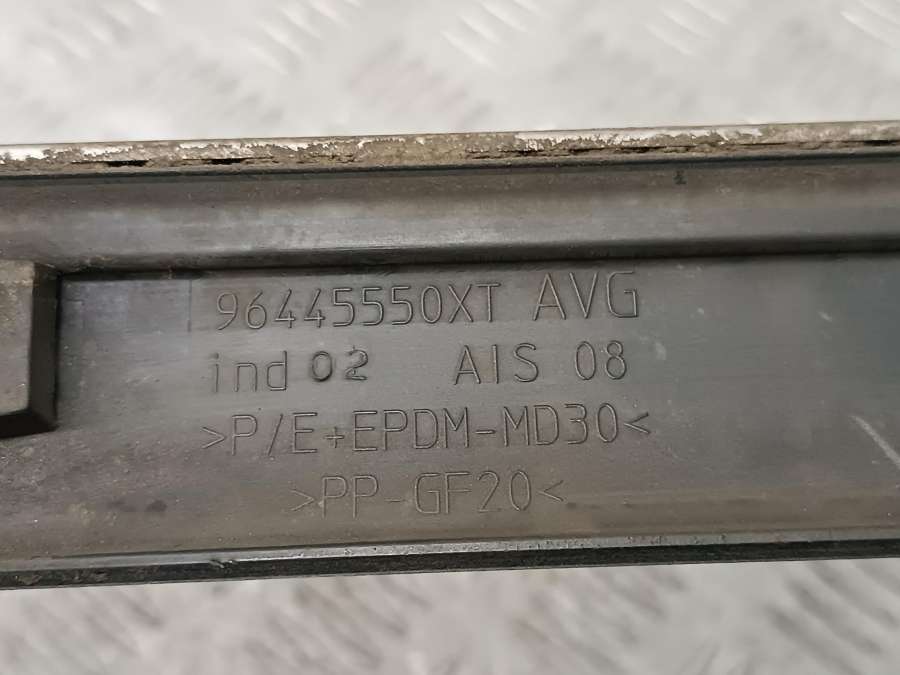 96445550XT AVG
ind 02 AIS 08
>P/E+EPDM-MD30<
>PP-GF20<